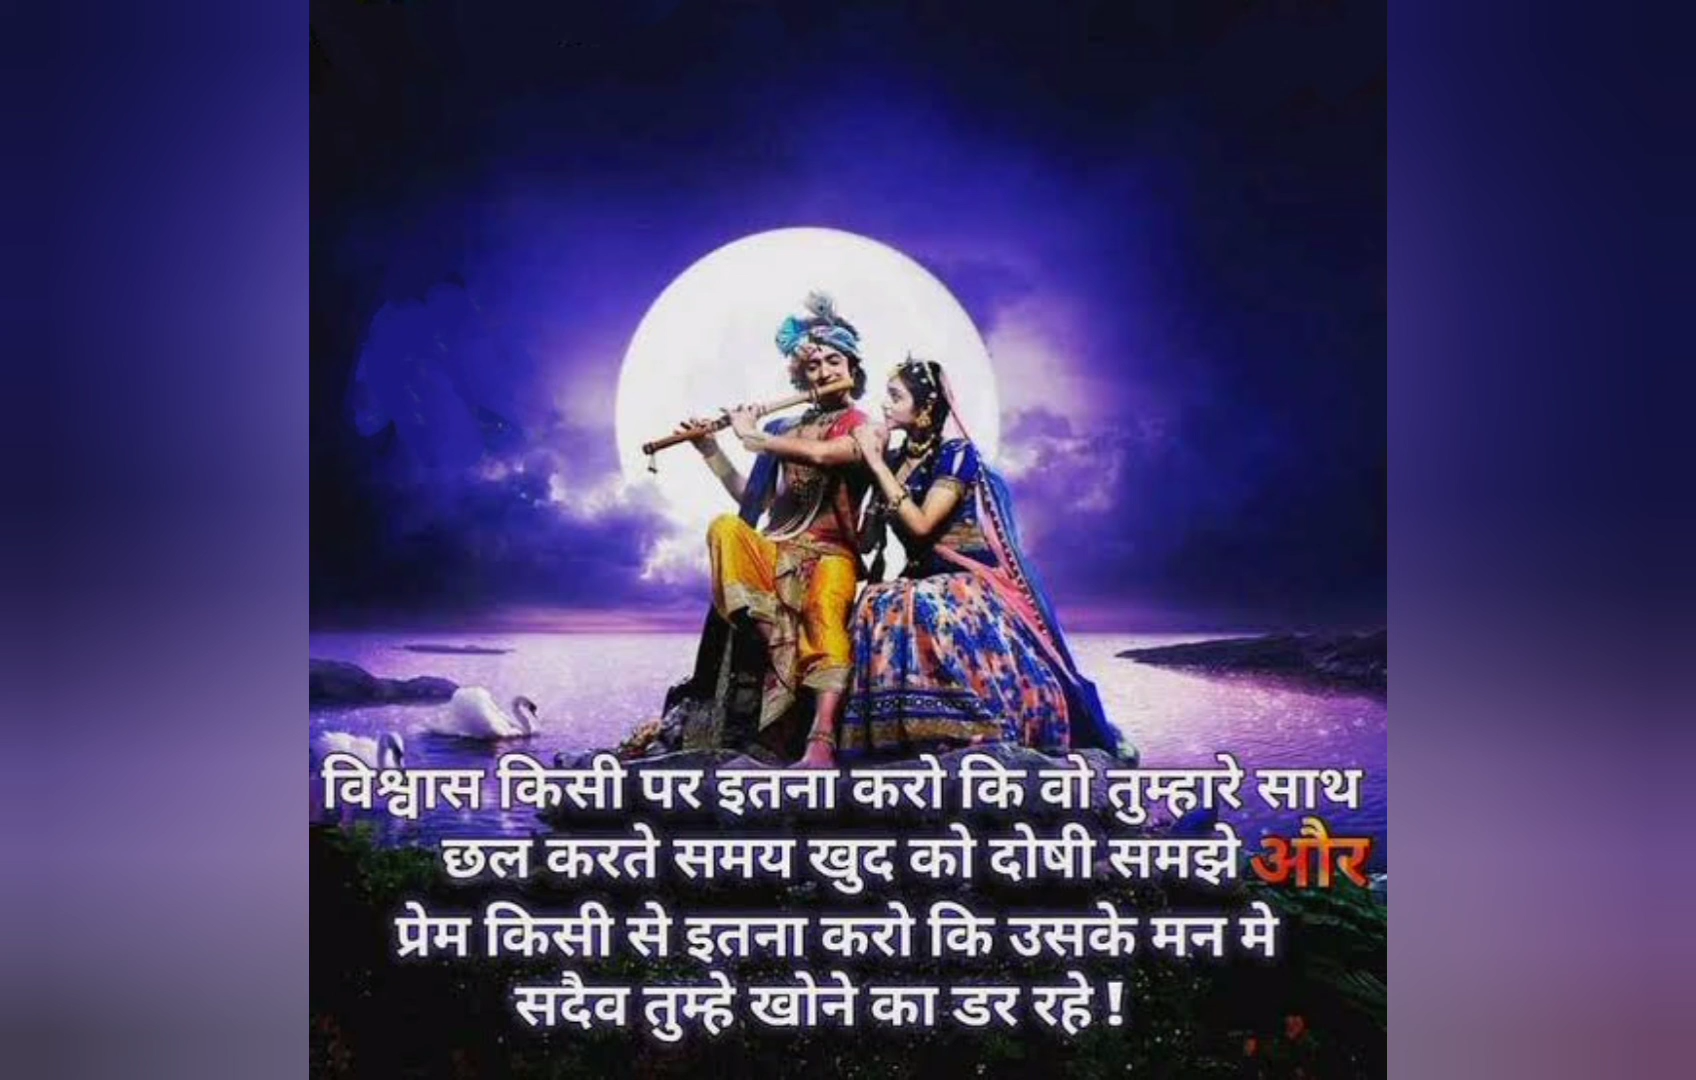 विश्वास किसी पर इतना करो कि वो तुम्हारे साथ
छल करते समय खुद को दोषी समझे और
प्रेम किसी से इतना करो कि उसके मन मे
सदैव तुम्हे खोने का डर रहे !